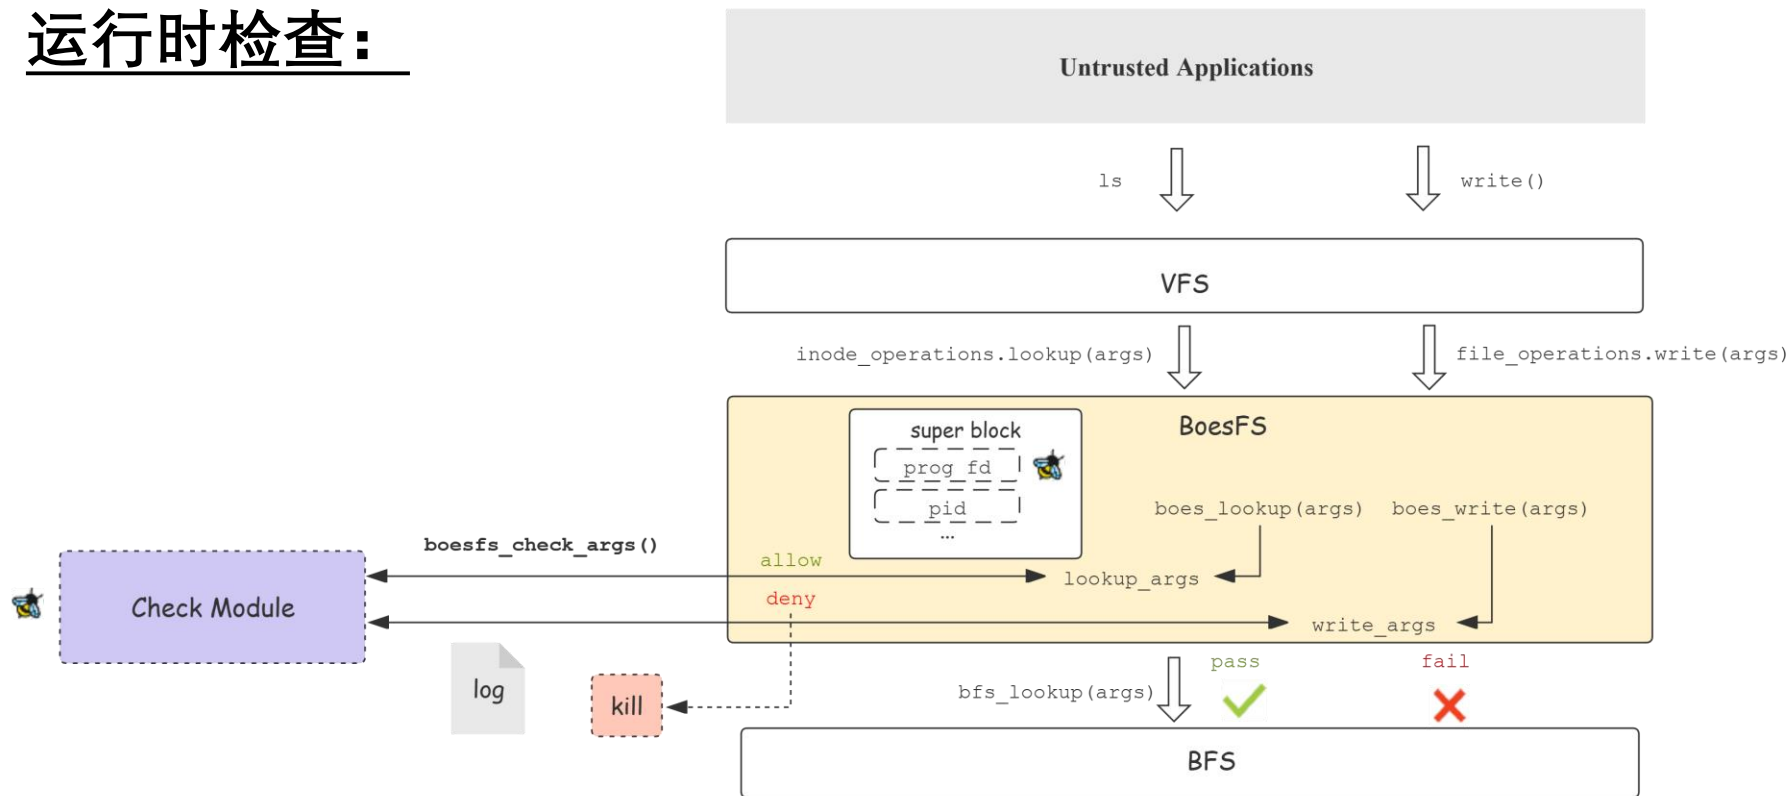 运行时检查:
Untrusted Applications
ls
write()
VFS
inode_operations.lookup(args)
file_operations.write(args)
BoesFS
super block
prog fd
pid
...
boes_lookup(args)
boes_write(args)
boesfs_check_args()
allow
lookup_args
deny
Check Module
write_args
log
kill
pass
fail
bfs_lookup(args)
BFS